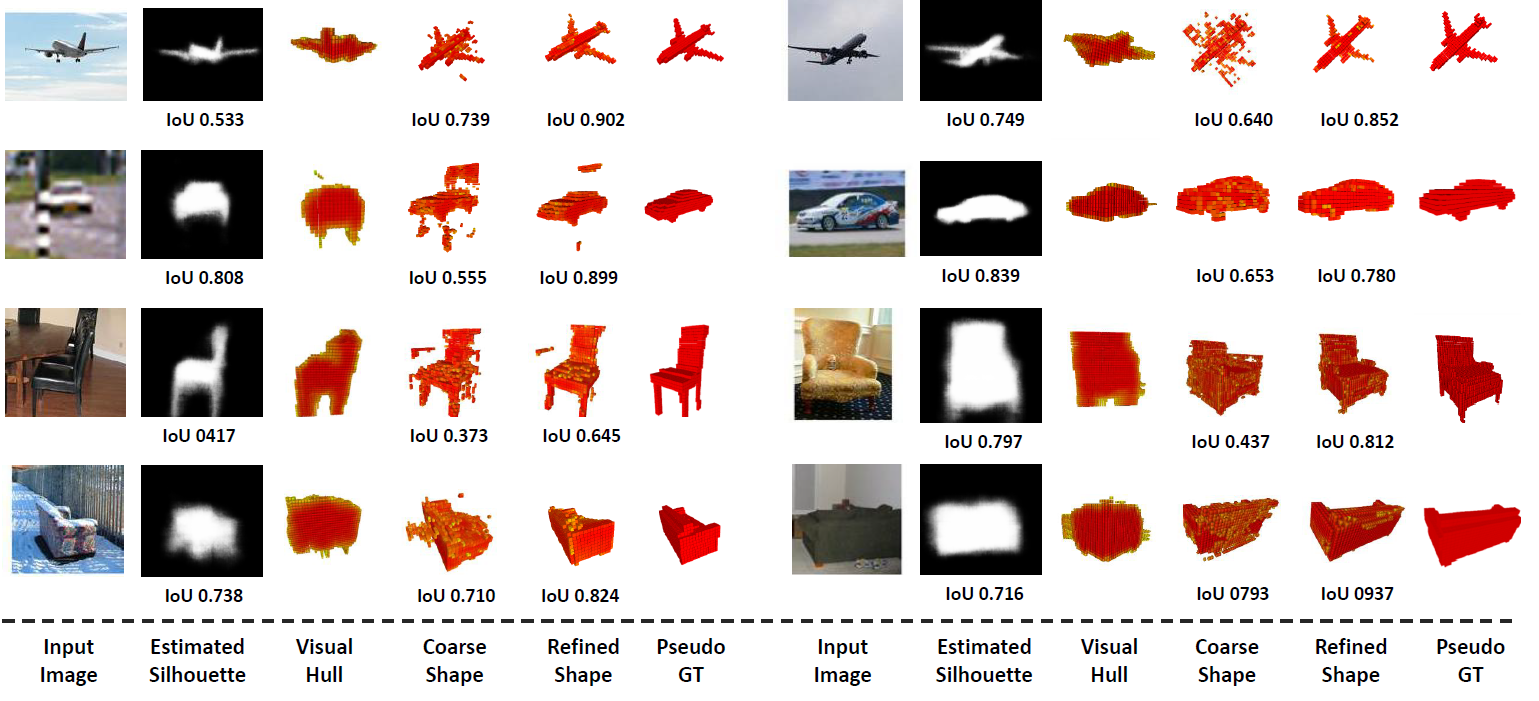 IoU 0.533 IoU 0.739 IoU 0.902 IoU 0.749 IoU 0.640 IoU 0.852
IoU 0.808 IoU 0.555 IoU 0.899 IoU 0.839 IoU 0.653 IoU 0.780
IoU 0417 IoU 0.373 IoU 0.645 IoU 0.797 IoU 0.437 IoU 0.812
IoU 0.738 IoU 0.710 IoU 0.824 IoU 0.716 IoU 0793 IoU 0937
Input Estimated Visual Coarse Refined Pseudo Input Estimated Visual Coarse Refined Pseudo
Image Silhouette Hull Shape Shape GT Image Silhouette Hull Shape Shape GT